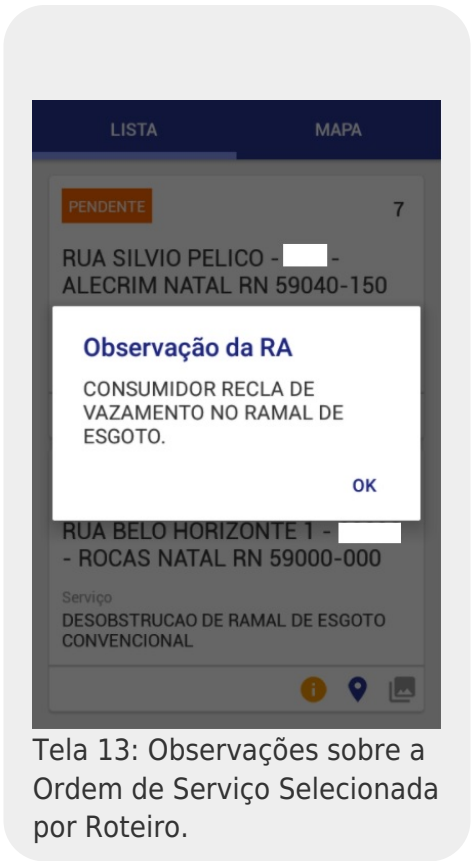 LISTA MAPA
PENDENTE 7
RUA SILVIO PELICO - -
ALECRIM NATAL RN 59040-150
Observação da RA
CONSUMIDOR RECLA DE
VAZAMENTO NO RAMAL DE
ESGOTO.
OK
RUA BELO HORIZONTE 1 -
- ROCAS NATAL RN 59000-000
Serviço
DESOBSTRUCAO DE RAMAL DE ESGOTO
CONVENCIONAL
Tela 13: Observações sobre a
Ordem de Serviço Selecionada
por Roteiro.